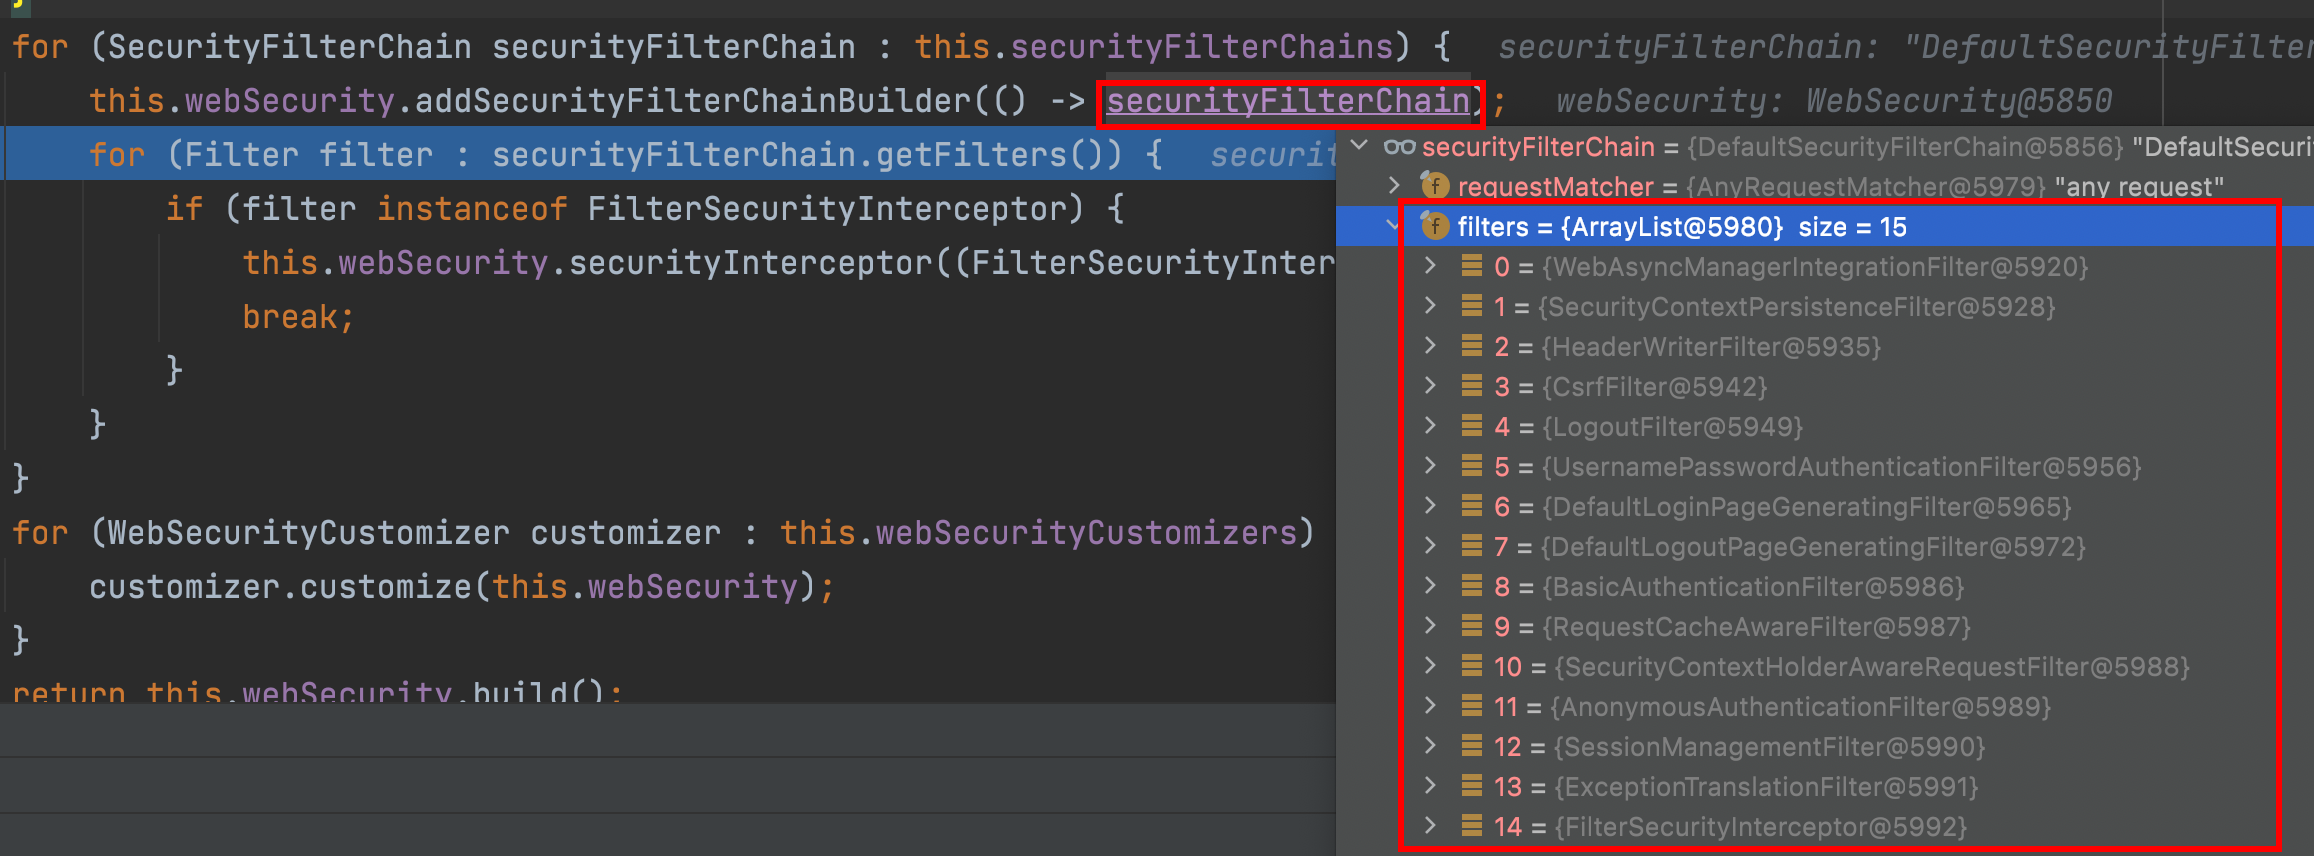 }
for (SecurityFilterChain securityFilterChain : this.securityFilterChains) {  securityFilterChain: "DefaultSecurityFilter
this.webSecurity.addSecurityFilterChainBuilder(() -> securityFilterChain);  webSecurity: WebSecurity@5850
for (Filter filter : securityFilterChain.getFilters()) {  securit
if (filter instanceof FilterSecurityInterceptor) {
this.webSecurity.securityInterceptor((FilterSecurityInter
break;
}
}
}
for (WebSecurityCustomizer customizer : this.webSecurityCustomizers)
customizer.customize(this.webSecurity);
}
return this.webSecurity.build();
securityFilterChain = {DefaultSecurityFilterChain@5856} "DefaultSecuri
requestMatcher = {AnyRequestMatcher@5979} "any request"
filters = {ArrayList@5980}  size = 15
0 = {WebAsyncManagerIntegrationFilter@5920}
1 = {SecurityContextPersistenceFilter@5928}
2 = {HeaderWriterFilter@5935}
3 = {CsrfFilter@5942}
4 = {LogoutFilter@5949}
5 = {UsernamePasswordAuthenticationFilter@5956}
6 = {DefaultLoginPageGeneratingFilter@5965}
7 = {DefaultLogoutPageGeneratingFilter@5972}
8 = {BasicAuthenticationFilter@5986}
9 = {RequestCacheAwareFilter@5987}
10 = {SecurityContextHolderAwareRequestFilter@5988}
11 = {AnonymousAuthenticationFilter@5989}
12 = {SessionManagementFilter@5990}
13 = {ExceptionTranslationFilter@5991}
14 = {FilterSecurityInterceptor@5992}